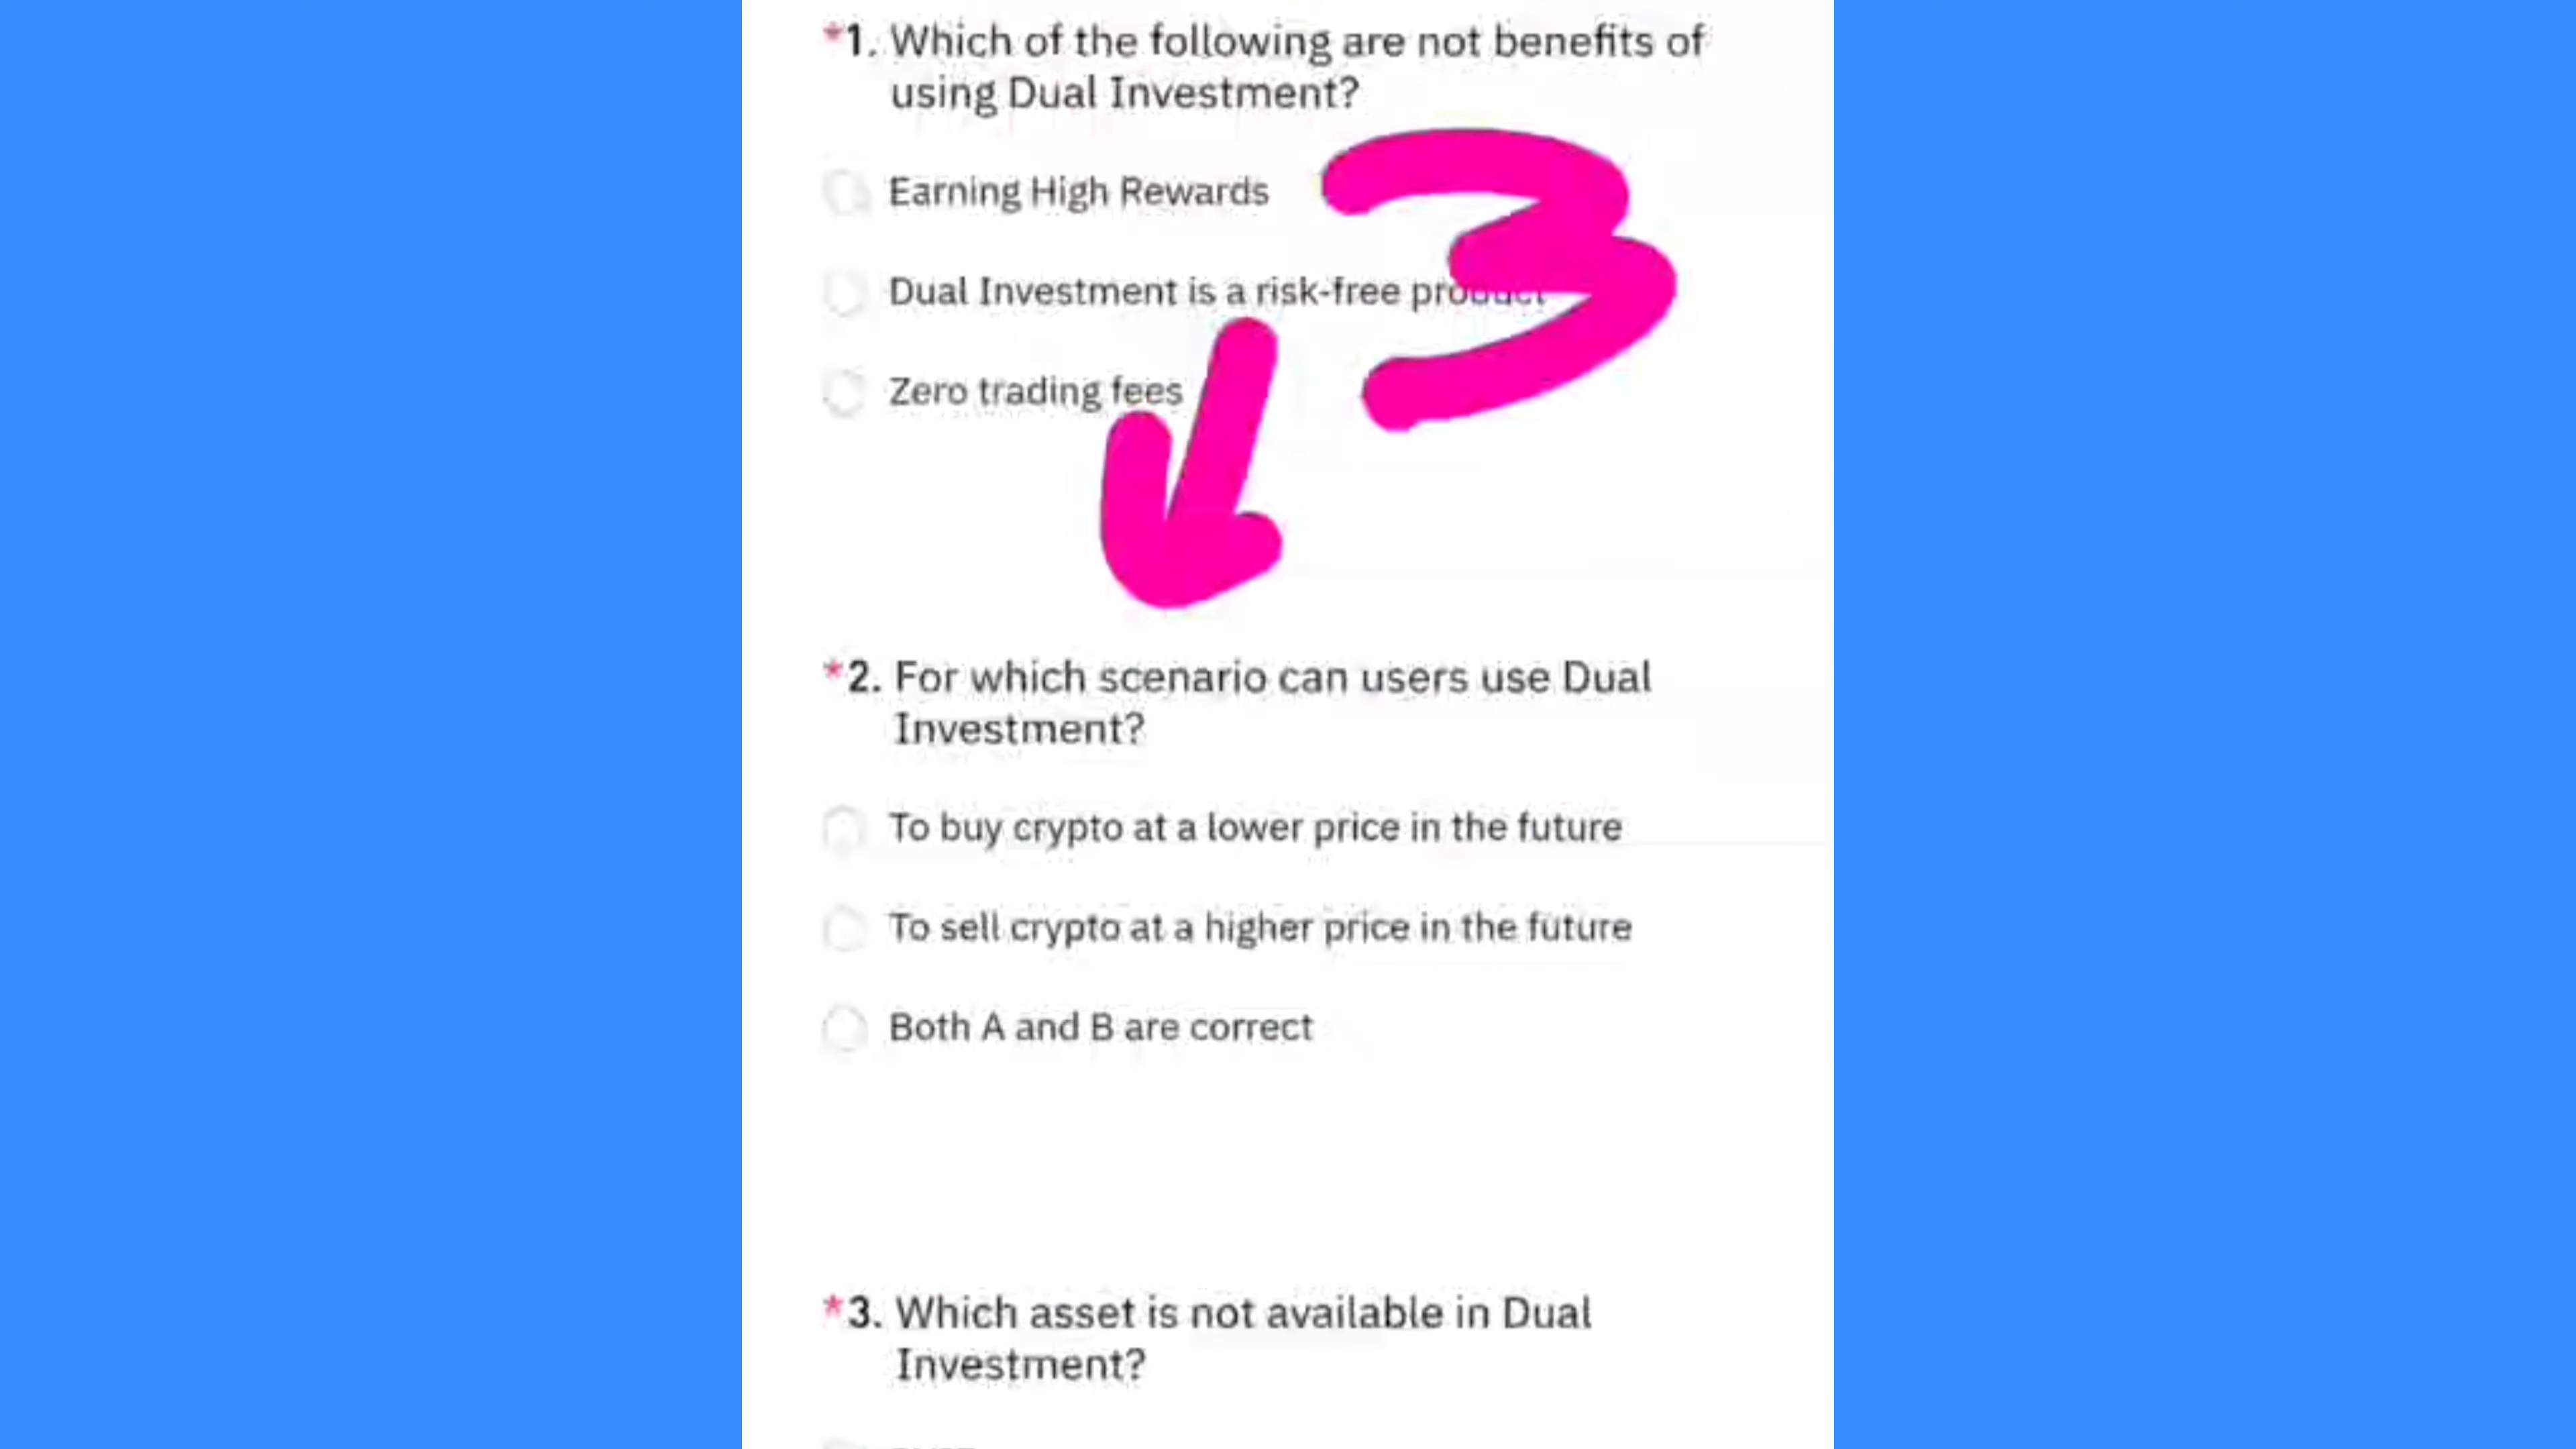 *1. Which of the following are not benefits of
using Dual Investment?
Earning High Rewards
3
Dual Investment is a risk-free product
Zero trading fees
*2. For which scenario can users use Dual
Investment?
To buy crypto at a lower price in the future
To sell crypto at a higher price in the future
Both A and B are correct
*3. Which asset is not available in Dual
Investment?